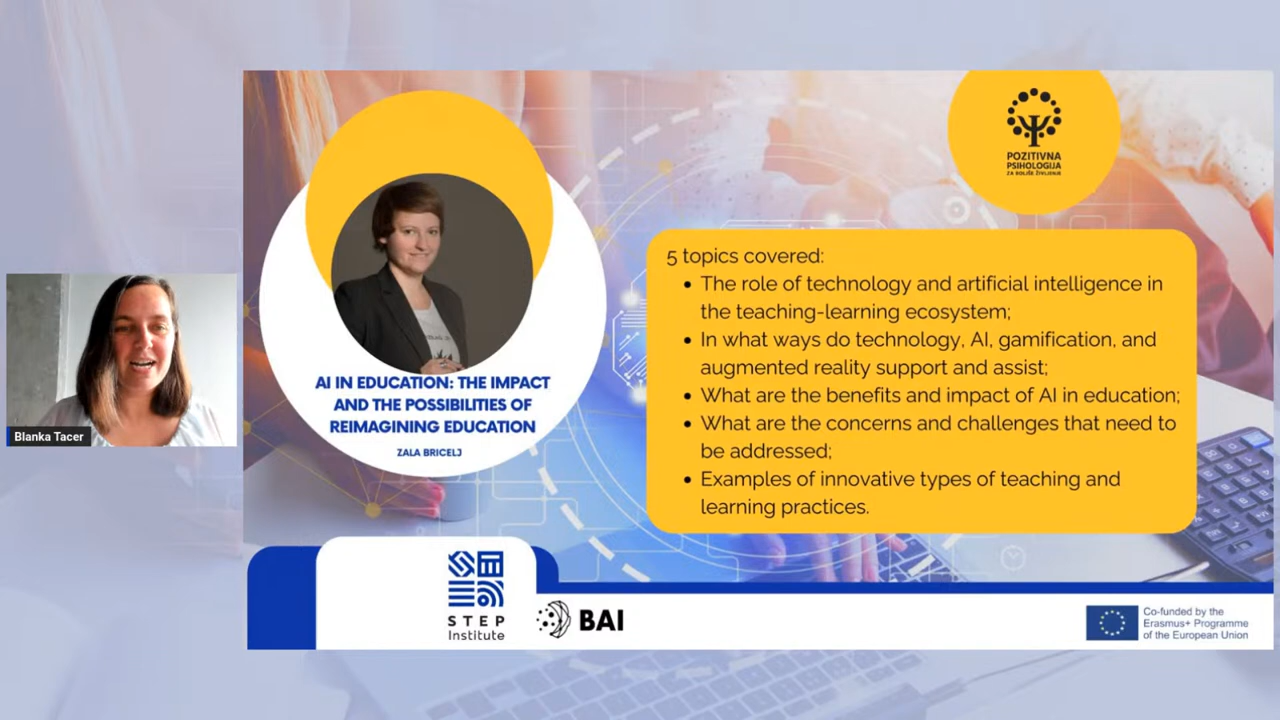 Blanka Tacer
AI IN EDUCATION: THE IMPACT
AND THE POSSIBILITIES OF
REIMAGINING EDUCATION
ZALA BRICELJ
POZITIVNA
PSIHOLOGIJA
ZA BOLJŠE ŽIVLJENJE
5 topics covered:
• The role of technology and artificial intelligence in
the teaching-learning ecosystem;
• In what ways do technology, AI, gamification, and
augmented reality support and assist;
• What are the benefits and impact of AI in education;
• What are the concerns and challenges that need to
be addressed;
• Examples of innovative types of teaching and
learning practices.
STEP
Institute
BAI
Co-funded by the
Erasmus+ Programme
of the European Union